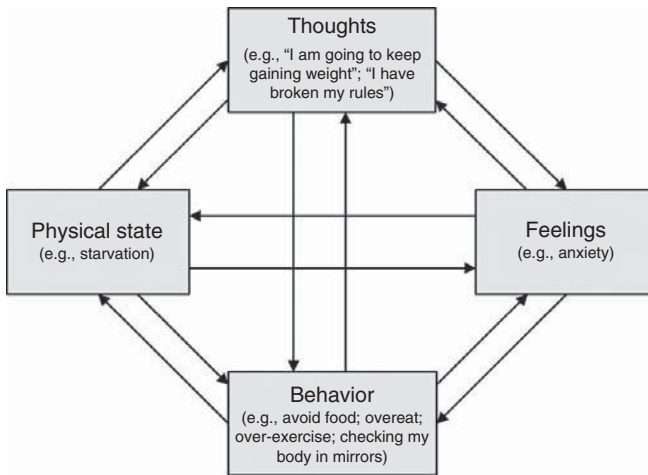 Thoughts
(e.g., “I am going to keep
gaining weight”; “I have
broken my rules”)
Physical state
(e.g., starvation)
Feelings
(e.g., anxiety)
Behavior
(e.g., avoid food; overeat;
over-exercise; checking my
body in mirrors)